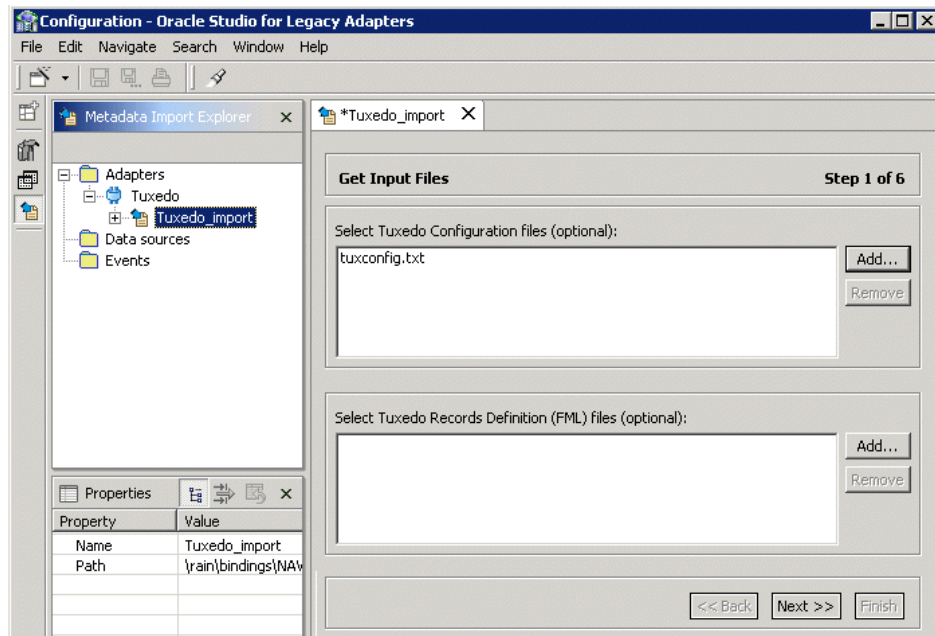 Configuration - Oracle Studio for Legacy Adapters
File Edit Navigate Search Window Help
Metadata Import Explorer
*Tuxedo_import
Adapters
Tuxedo
Tuxedo_import
Data sources
Events
Get Input Files
Step 1 of 6
Select Tuxedo Configuration files (optional):
tuxconfig.txt
Add...
Remove
Select Tuxedo Records Definition (FML) files (optional):
Add...
Remove
Properties
Property Value
Name Tuxedo_import
Path \rain\bindings\NAV
<< Back Next >> Finish